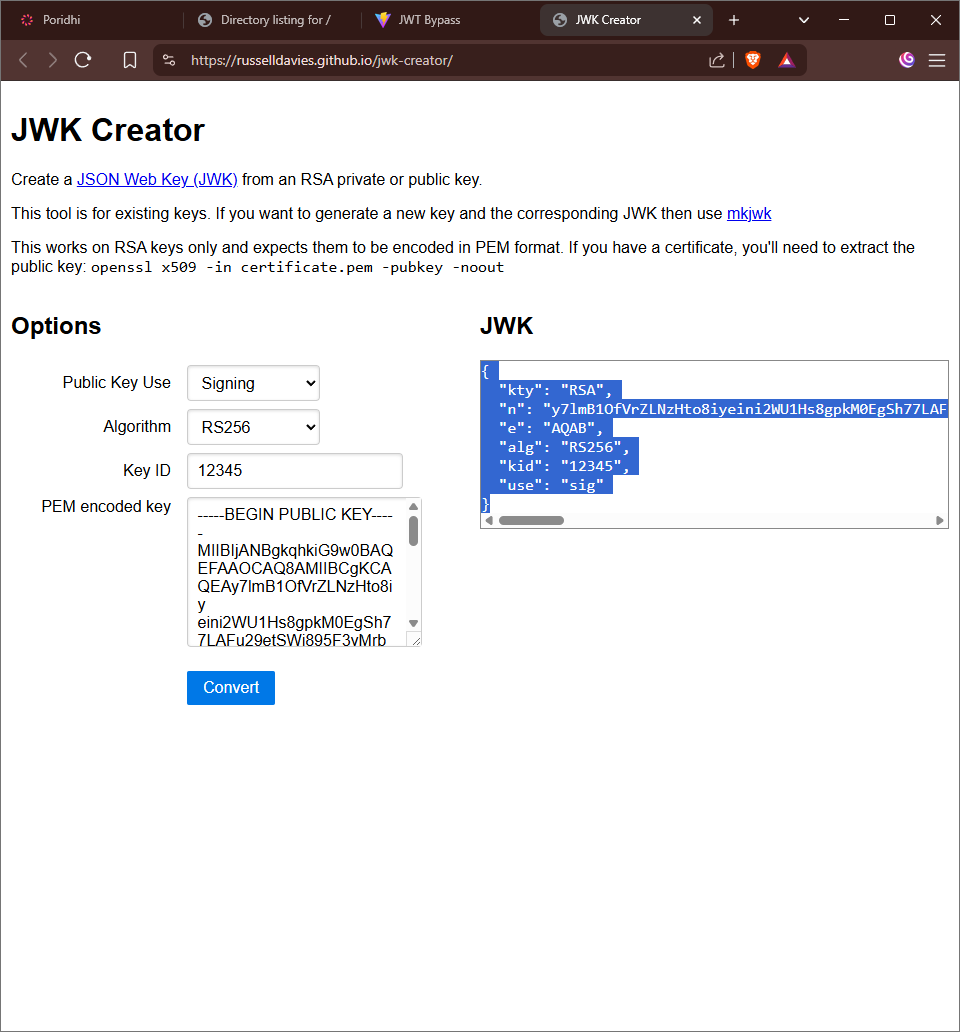 Poridhi
Directory listing for /
JWT Bypass
JWK Creator
https://russelldavies.github.io/jwk-creator/
JWK Creator
Create a JSON Web Key (JWK) from an RSA private or public key.
This tool is for existing keys. If you want to generate a new key and the corresponding JWK then use mkjwk
This works on RSA keys only and expects them to be encoded in PEM format. If you have a certificate, you'll need to extract the
public key: openssl x509 -in certificate.pem -pubkey -noout
Options
Public Key Use
Signing
Algorithm
RS256
Key ID
12345
PEM encoded key
-----BEGIN PUBLIC KEY----
-
MIIBIjANBgkqhkiG9w0BAQ
EFAAOCAQ8AMIIBCgKCA
QEAy7lmB1OfVrZLNzHto8i
y
eini2WU1Hs8gpkM0EgSh7
7LAFu29etSWi895F3vMrb
Convert
JWK
{
"kty": "RSA",
"n": "y7lmB1OfVrZLNzHto8iyeini2WU1Hs8gpkM0EgSh77LAF
"e": "AQAB",
"alg": "RS256",
"kid": "12345",
"use": "sig"
}